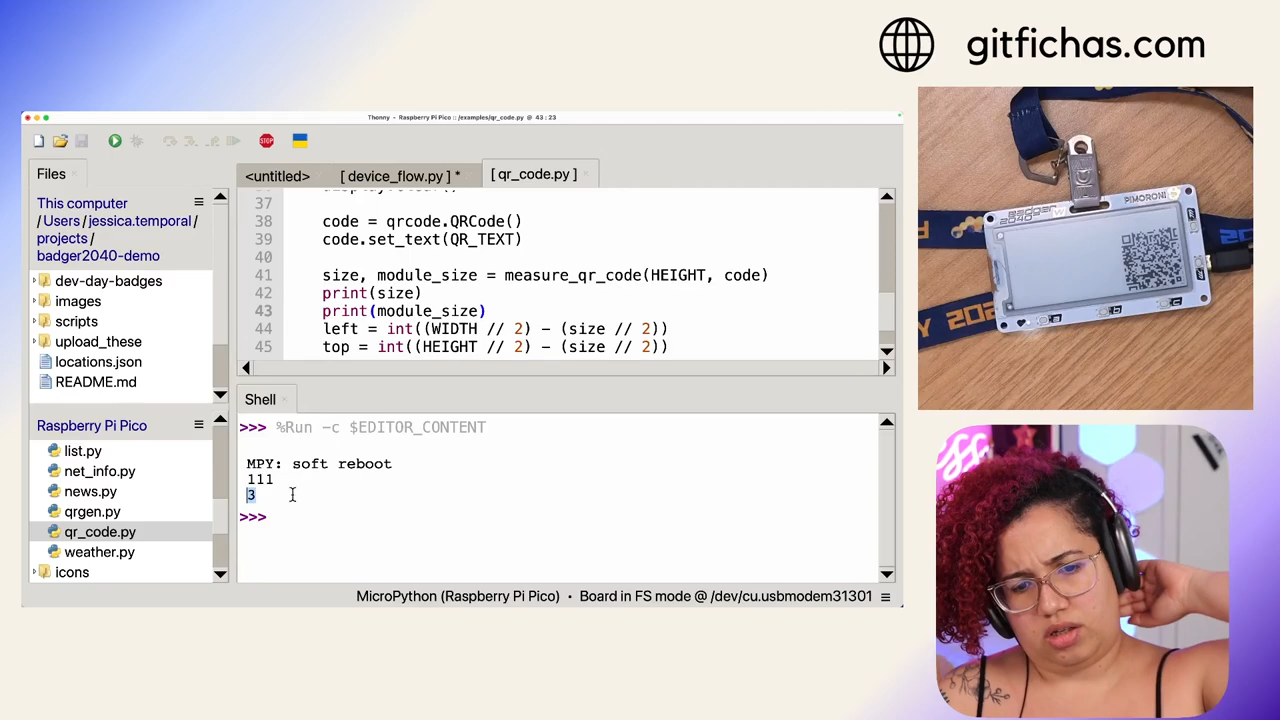 gitfichas.com
Thonny - Raspberry Pi Pico :: /examples/qr_code.py @ 43 : 23
Files
This computer
/ Users / jessica.temporal /
projects /
badger2040-demo
dev-day-badges
images
scripts
upload_these
locations.json
README.md
Raspberry Pi Pico
list.py
net_info.py
news.py
qrgen.py
qr_code.py
weather.py
icons
<untitled>
[ device_flow.py ] *
[ qr_code.py ]
37
38 code = qrcode.QRCode()
39 code.set_text(QR_TEXT)
40
41 size, module_size = measure_qr_code(HEIGHT, code)
42 print(size)
43 print(module_size)
44 left = int((WIDTH // 2) - (size // 2))
45 top = int((HEIGHT // 2) - (size // 2))
Shell
>>> %Run -c $EDITOR_CONTENT
MPY: soft reboot
111
3
>>>
MicroPython (Raspberry Pi Pico) • Board in FS mode @ /dev/cu.usbmodem31301 ≡
PIMORONI
badger
2040 W